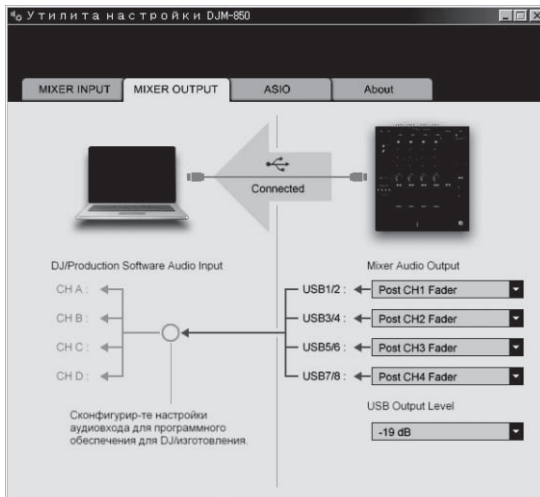 Утилита настройки DJM-850
MIXER INPUT
MIXER OUTPUT
ASIO
About
Connected
DJ/Production Software Audio Input
CH A :
CH B :
CH C :
CH D :
Mixer Audio Output
USB1/2 : Post CH1 Fader
USB3/4 : Post CH2 Fader
USB5/6 : Post CH3 Fader
USB7/8 : Post CH4 Fader
USB Output Level
-19 dB
Сконфигурир-те настройки
аудиовхода для программного
обеспечения для DJ/изготовления.